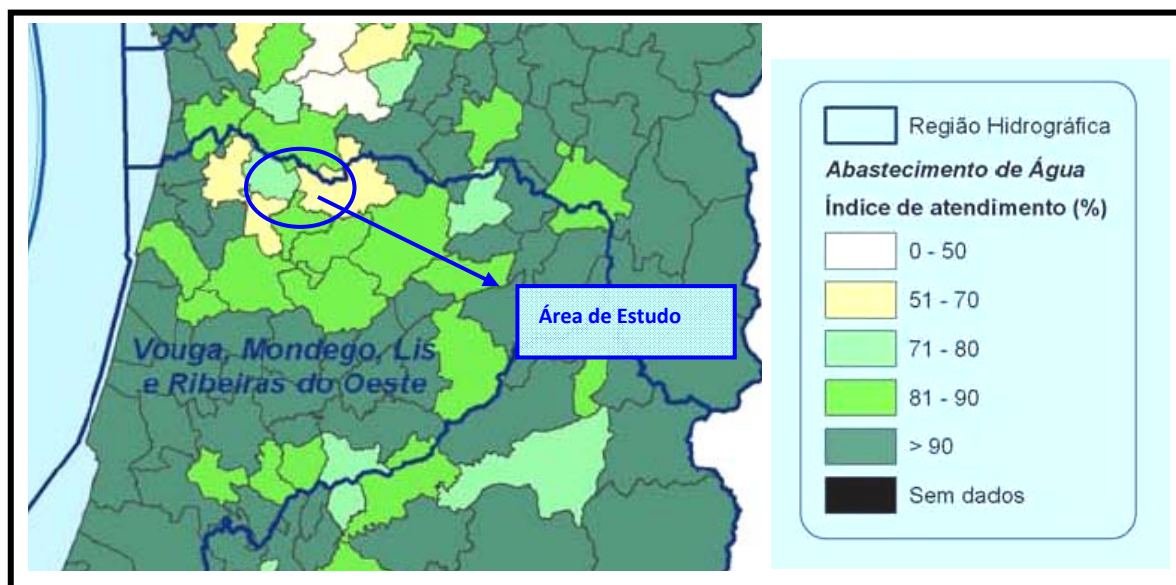 Vouga, Mondego, Lis
e Ribeiras do Oeste
Área de Estudo
Região Hidrográfica
Abastecimento de Água
Índice de atendimento (%)
0 - 50
51 - 70
71 - 80
81 - 90
> 90
Sem dados